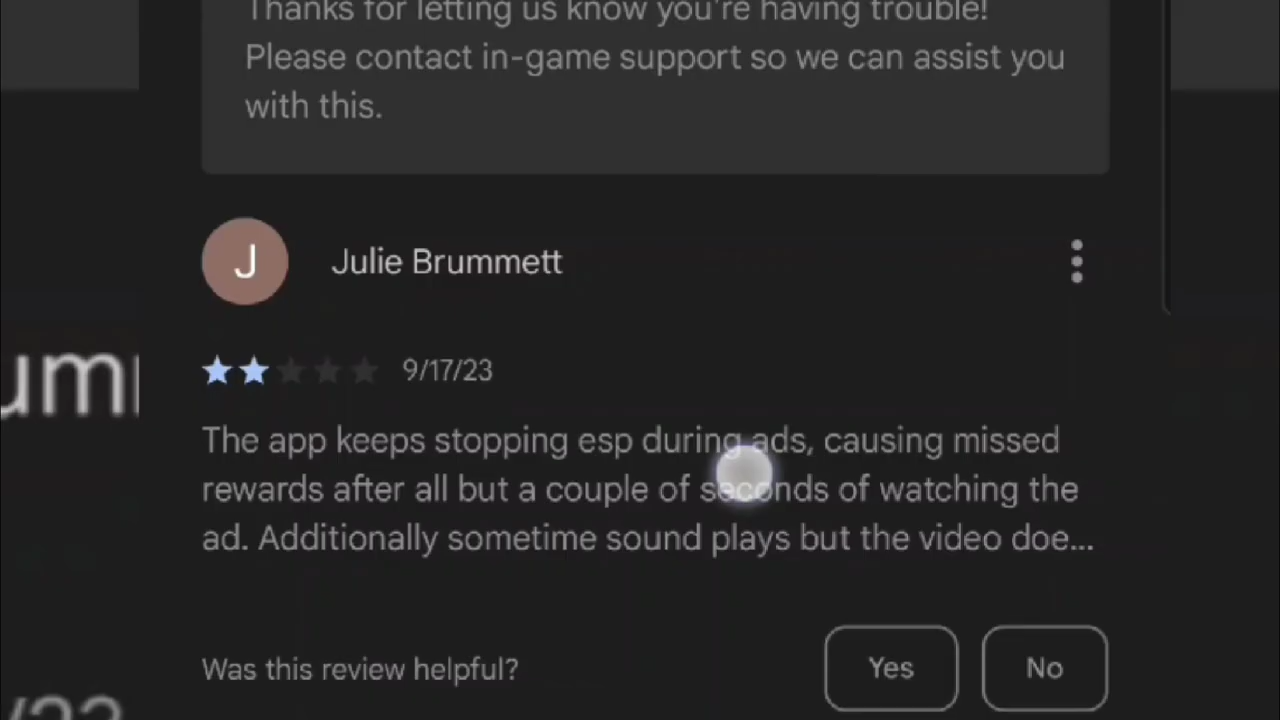 Thanks for letting us know you're having trouble!
Please contact in-game support so we can assist you
with this.
J
Julie Brummett
9/17/23
The app keeps stopping esp during ads, causing missed
rewards after all but a couple of seconds of watching the
ad. Additionally sometime sound plays but the video doe...
Was this review helpful?
Yes
No